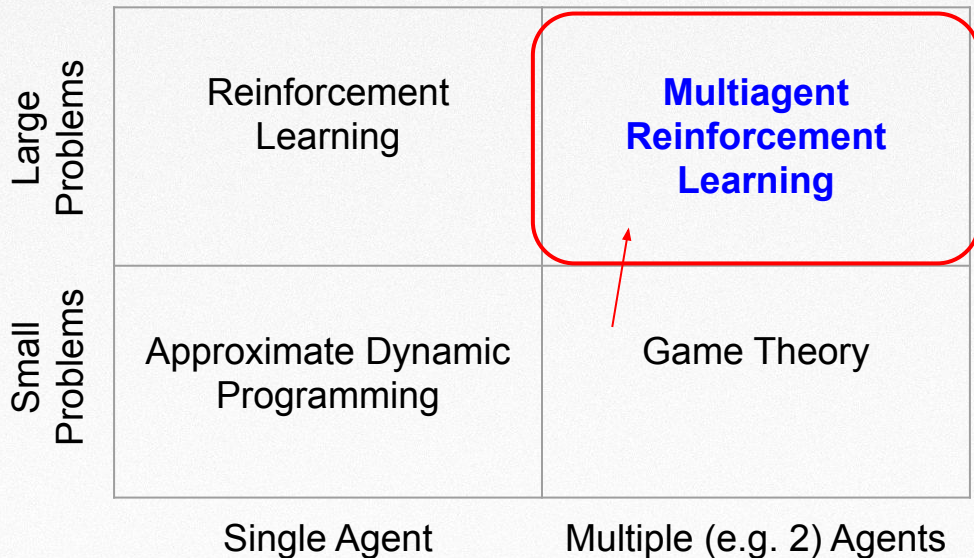 Large
Problems
Reinforcement
Learning
Multiagent
Reinforcement
Learning
Small
Problems
Approximate Dynamic
Programming
Game Theory
Single Agent
Multiple (e.g. 2) Agents